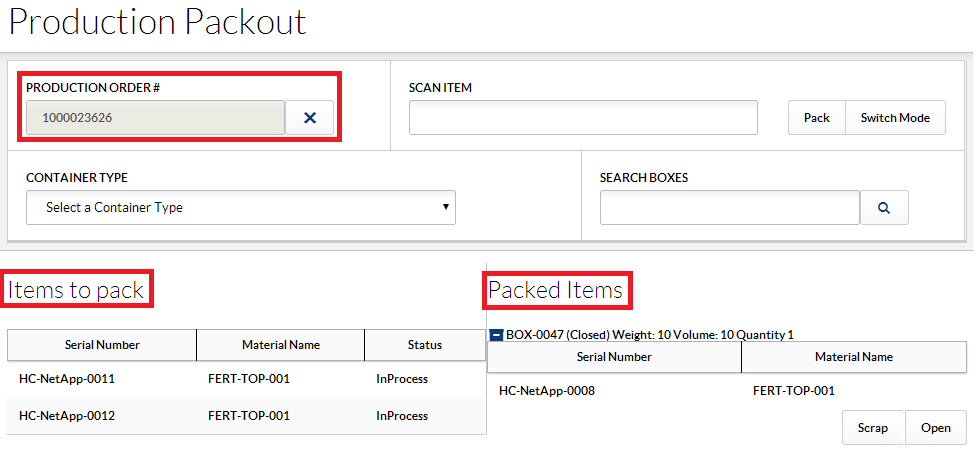 Production Packout
PRODUCTION ORDER #
1000023626
SCAN ITEM
Pack
Switch Mode
CONTAINER TYPE
Select a Container Type
SEARCH BOXES
Items to pack
Serial Number Material Name Status
HC-NetApp-0011 FERT-TOP-001 InProcess
HC-NetApp-0012 FERT-TOP-001 InProcess
Packed Items
BOX-0047 (Closed) Weight: 10 Volume: 10 Quantity 1
Serial Number Material Name
HC-NetApp-0008 FERT-TOP-001
Scrap
Open